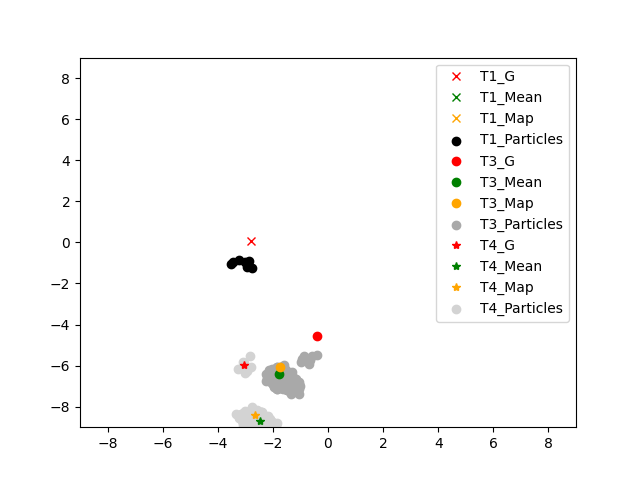 8
6
4
2
0
−2
−4
−6
−8
−8 −6 −4 −2 0 2 4 6 8
T1_G
T1_Mean
T1_Map
T1_Particles
T3_G
T3_Mean
T3_Map
T3_Particles
T4_G
T4_Mean
T4_Map
T4_Particles